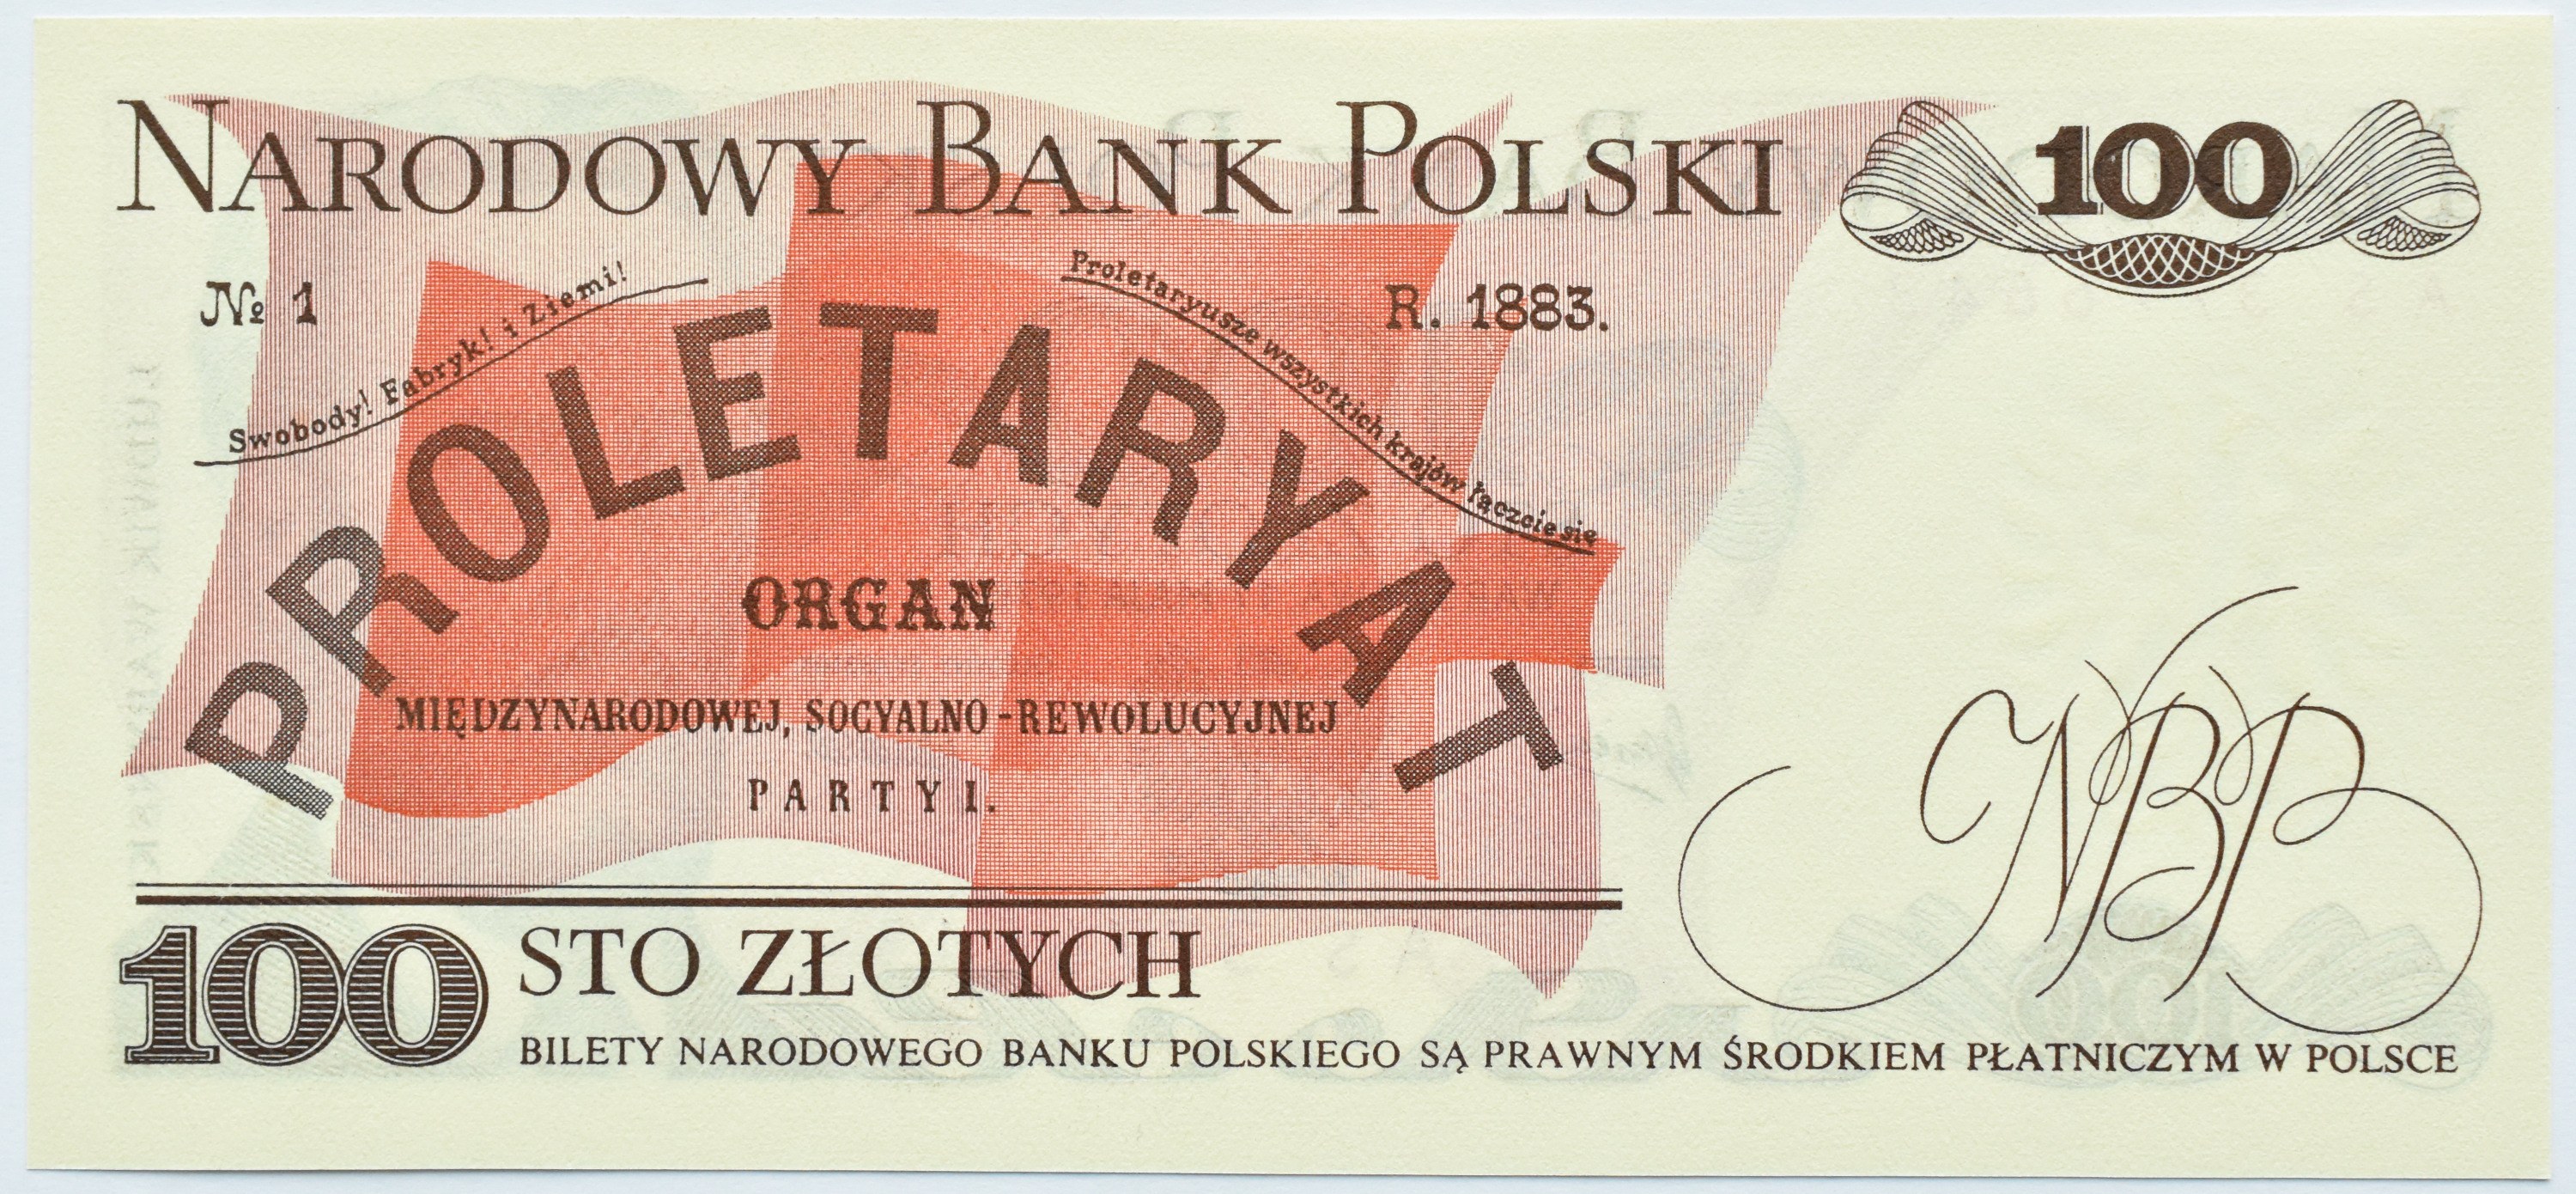 NARODOWY BANK POLSKI
100
№ 1
Swobody! Fabryk! i Ziemi!
Proletaryusze wszystkich krajów łączcie się
R. 1883.
PROLETARYAT
ORGAN
MIĘDZYNARODOWEJ, SOCYALNO-REWOLUCYJNEJ
PARTYI.
NBP
100
STO ZŁOTYCH
BILETY NARODOWEGO BANKU POLSKIEGO SĄ PRAWNYM ŚRODKIEM PŁATNICZYM W POLSCE